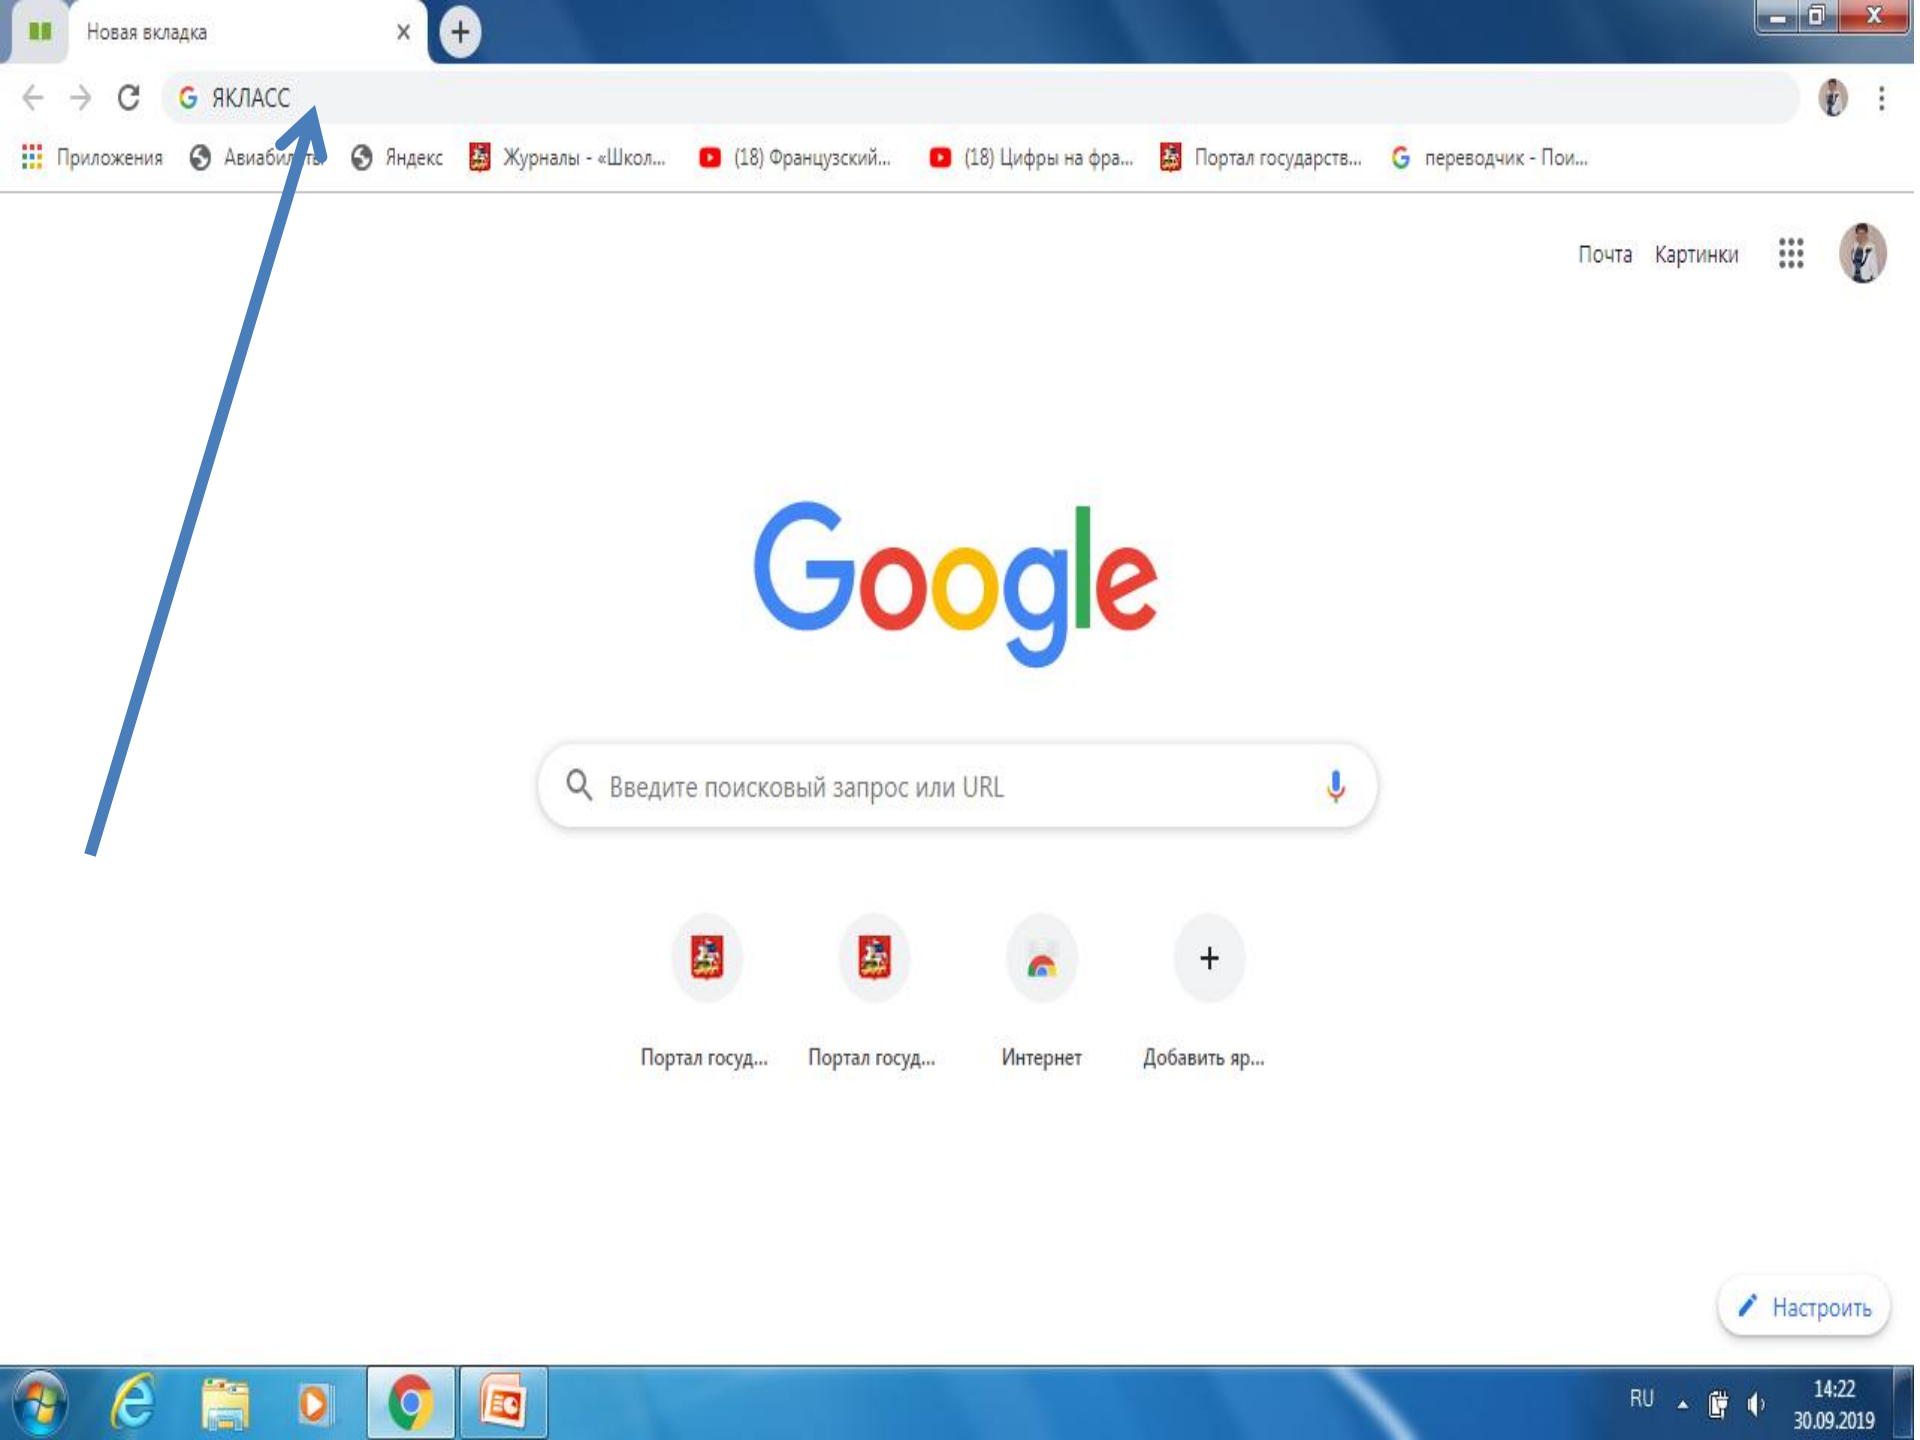 Новая вкладка
ЯКЛАСС
Приложения Авиабилеты Яндекс Журналы - «Школ... (18) Французский... (18) Цифры на фра... Портал государств... переводчик - Пои...
Почта Картинки
Google
Введите поисковый запрос или URL
Портал госуд... Портал госуд... Интернет Добавить яр...
Настроить
RU 14:22
30.09.2019